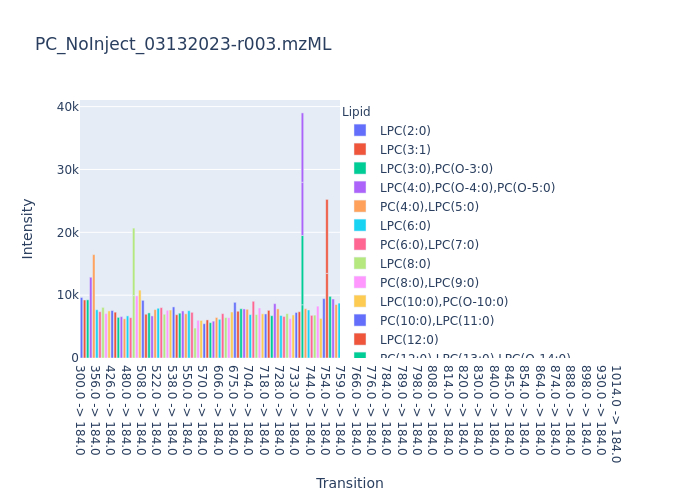 PC_NoInject_03132023-r003.mzML
Lipid
LPC(2:0)
LPC(3:1)
LPC(3:0),PC(O-3:0)
LPC(4:0),PC(O-4:0),PC(O-5:0)
PC(4:0),LPC(5:0)
LPC(6:0)
PC(6:0),LPC(7:0)
LPC(8:0)
PC(8:0),LPC(9:0)
LPC(10:0),PC(O-10:0)
PC(10:0),LPC(11:0)
LPC(12:0)
PC(12:0),LPC(13:0),LPC(O-14:0)
Intensity
40k
30k
20k
10k
0
300.0 -> 184.0
356.0 -> 184.0
426.0 -> 184.0
480.0 -> 184.0
508.0 -> 184.0
522.0 -> 184.0
538.0 -> 184.0
550.0 -> 184.0
570.0 -> 184.0
606.0 -> 184.0
675.0 -> 184.0
704.0 -> 184.0
718.0 -> 184.0
728.0 -> 184.0
733.0 -> 184.0
744.0 -> 184.0
754.0 -> 184.0
759.0 -> 184.0
766.0 -> 184.0
776.0 -> 184.0
784.0 -> 184.0
789.0 -> 184.0
798.0 -> 184.0
808.0 -> 184.0
814.0 -> 184.0
820.0 -> 184.0
830.0 -> 184.0
840.0 -> 184.0
845.0 -> 184.0
854.0 -> 184.0
864.0 -> 184.0
874.0 -> 184.0
888.0 -> 184.0
898.0 -> 184.0
930.0 -> 184.0
1014.0 -> 184.0
Transition